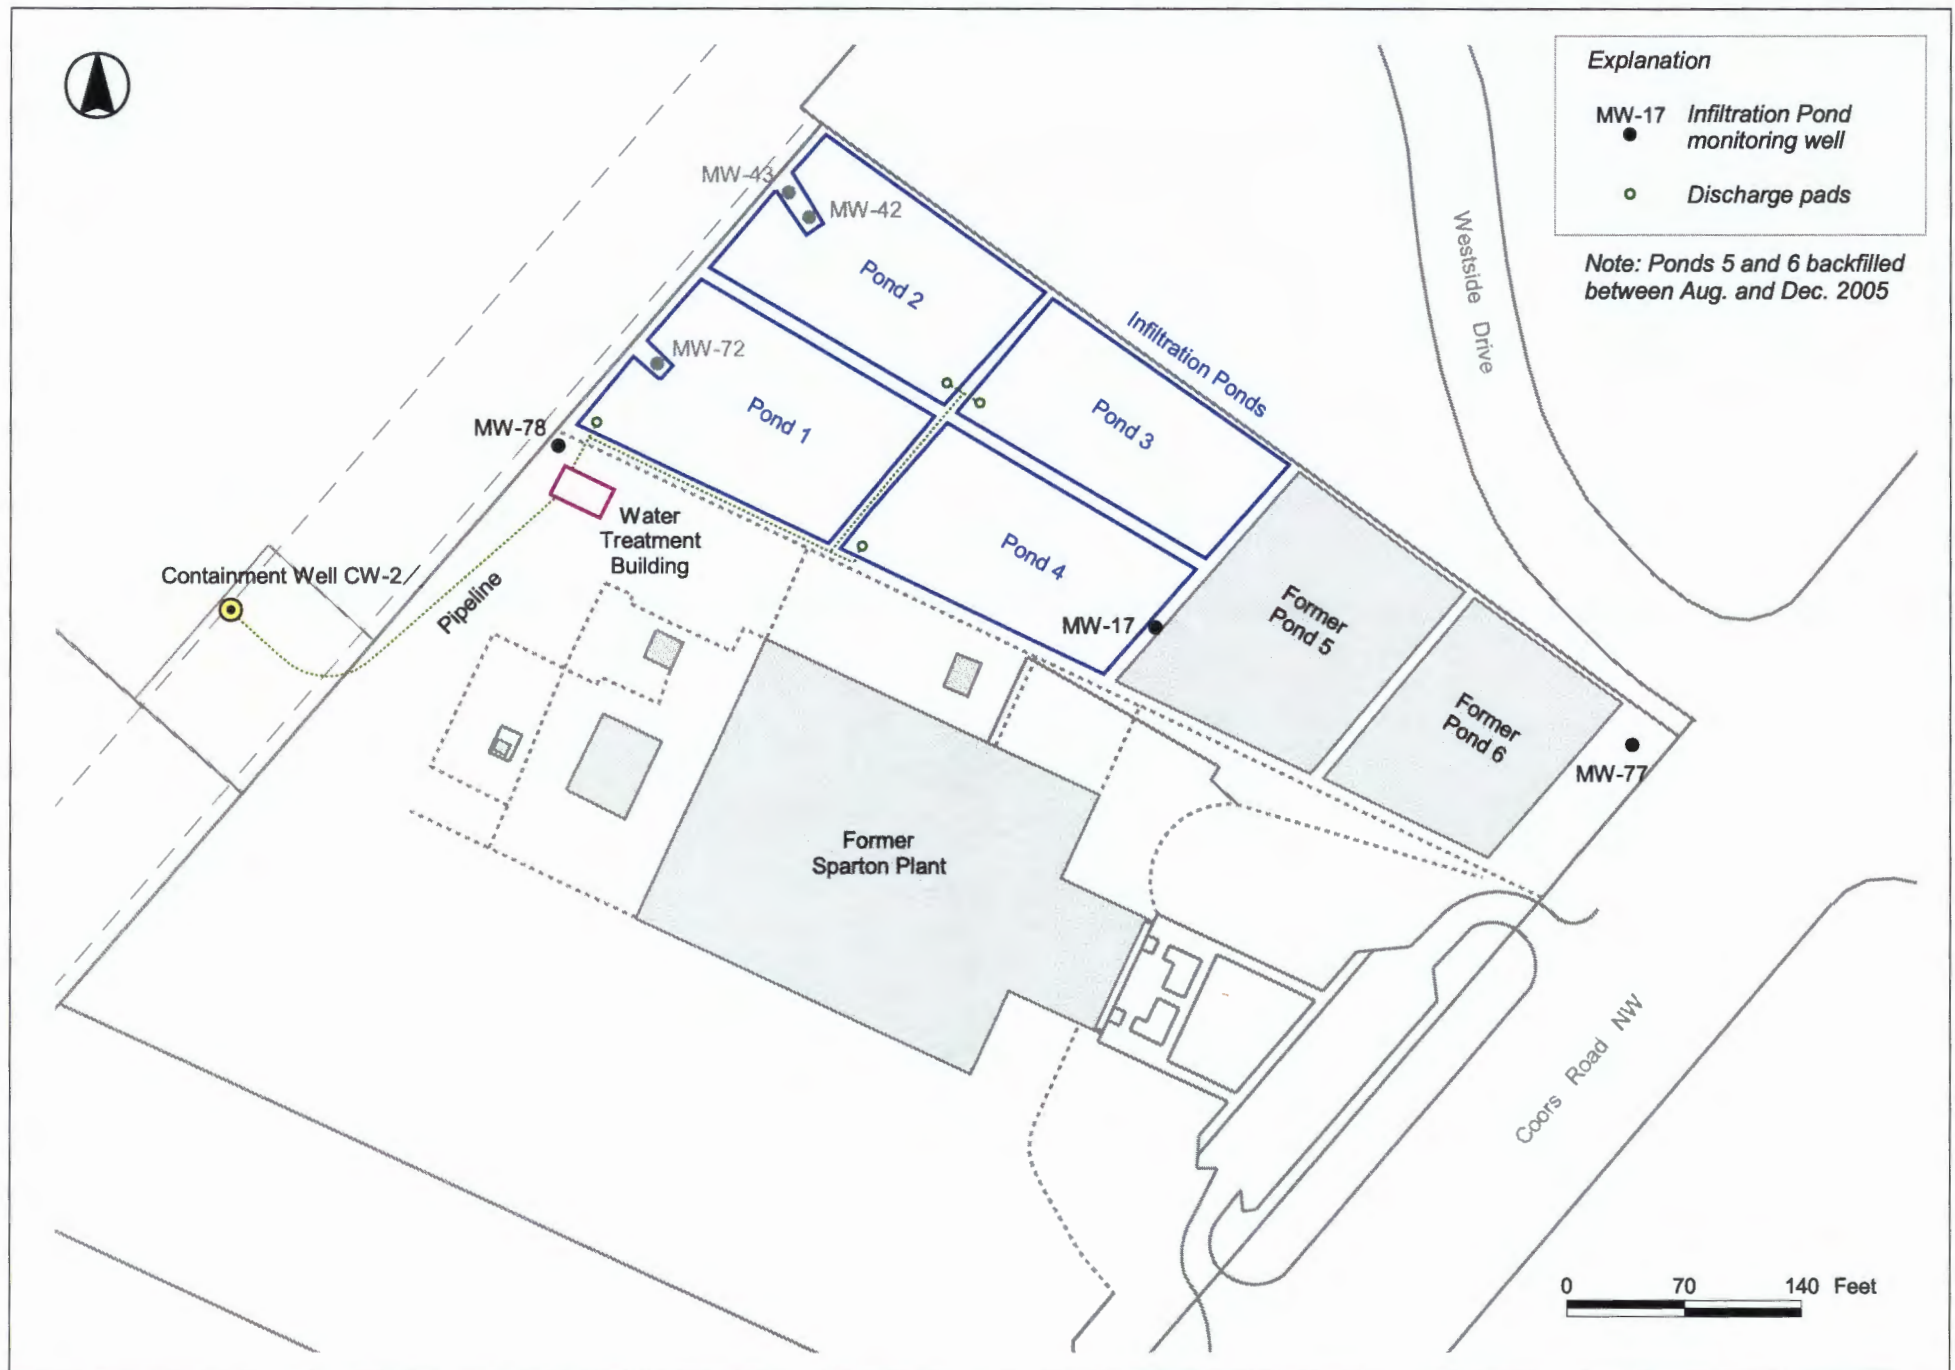 Explanation
MW-17
Infiltration Pond
monitoring well
Discharge pads
Note: Ponds 5 and 6 backfilled
between Aug. and Dec. 2005
MW-43
MW-42
Pond 2
Westside Drive
Infiltration Ponds
MW-72
Pond 1
Pond 3
MW-78
Water
Treatment
Building
Pond 4
Containment Well CW-2
Pipeline
MW-17
Former
Pond 5
Former
Pond 6
MW-77
Former
Sparton Plant
Coors Road NW
0 70 140 Feet